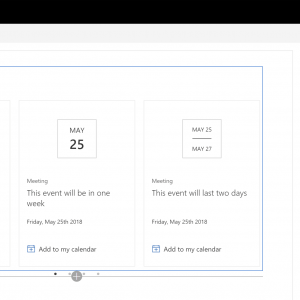 MAY
25
Meeting
This event will be in one
week
Friday, May 25th 2018
Add to my calendar
MAY 25
MAY 27
Meeting
This event will last two days
Friday, May 25th 2018
Add to my calendar